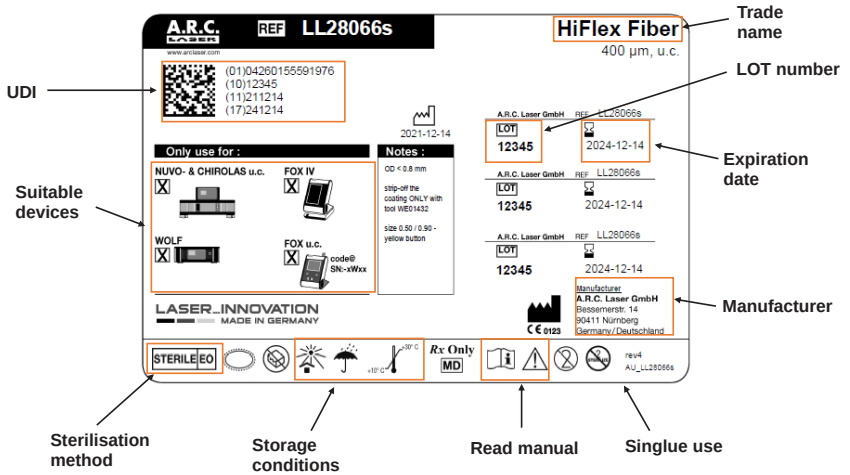 Trade
name
A.R.C.
LASER
REF LL28066s
HiFlex Fiber
400 µm, u.c.
www.arclaser.com
LOT number
UDI
(01)04260155591976
(10)12345
(11)211214
(17)241214
2021-12-14
A.R.C. Laser GmbH REF LL28066s
LOT
12345 2024-12-14
Expiration
date
Only use for :
Notes :
Suitable
devices
NUVO- & CHIROLAS u.c.
FOX IV
WOLF
FOX u.c.
code@
SN:-xWxx
OD < 0.8 mm
strip-off the
coating ONLY with
tool WE01432
size 0.50 / 0.90 -
yellow button
A.R.C. Laser GmbH REF LL28066s
LOT
12345 2024-12-14
A.R.C. Laser GmbH REF LL28066s
LOT
12345 2024-12-14
LASER_INNOVATION
MADE IN GERMANY
CE 0123
Manufacturer
A.R.C. Laser GmbH
Bessemerstr. 14
90411 Nürnberg
Germany/Deutschland
Manufacturer
STERILE EO
+10°C
+30°C
Rx Only
MD
i
2
2
rev4
AU_LL28066s
Sterilisation
method
Storage
conditions
Read manual
Singlue use